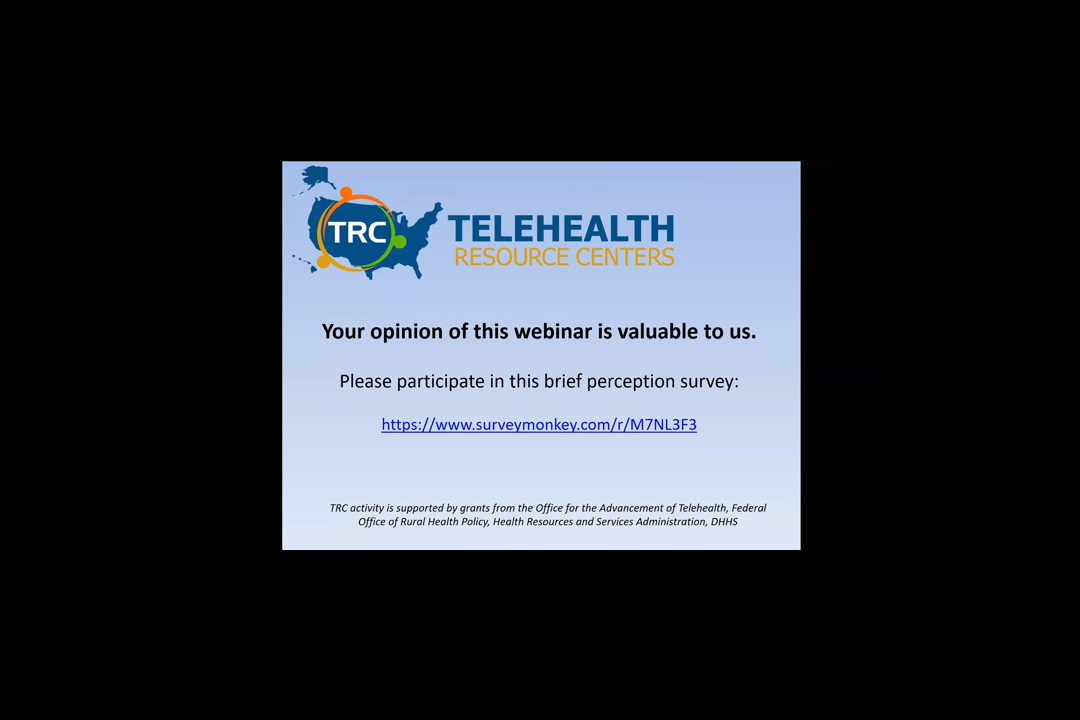 TRC
TELEHEALTH
RESOURCE CENTERS
Your opinion of this webinar is valuable to us.
Please participate in this brief perception survey:
https://www.surveymonkey.com/r/M7NL3F3
TRC activity is supported by grants from the Office for the Advancement of Telehealth, Federal
Office of Rural Health Policy, Health Resources and Services Administration, DHHS